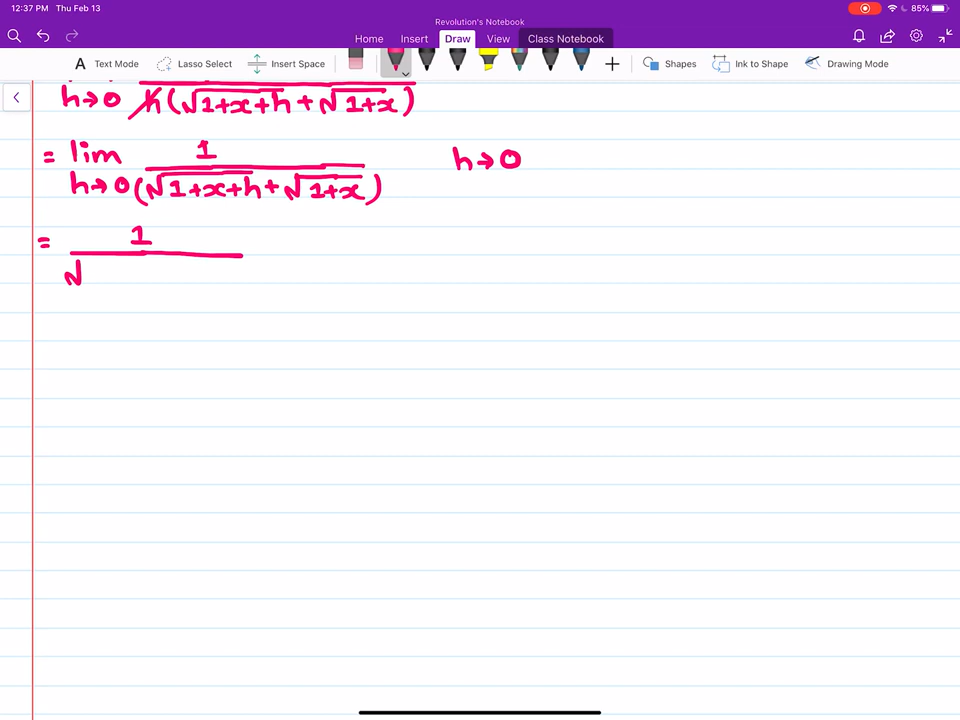 12:37 PM Thu Feb 13
85%
Revolution's Notebook
Home Insert Draw View Class Notebook
Text Mode Lasso Select Insert Space Shapes Ink to Shape Drawing Mode
h→0 h(√1+x+h + √1+x)
= lim 1
h→0 (√1+x+h + √1+x) h→0
= 1
√